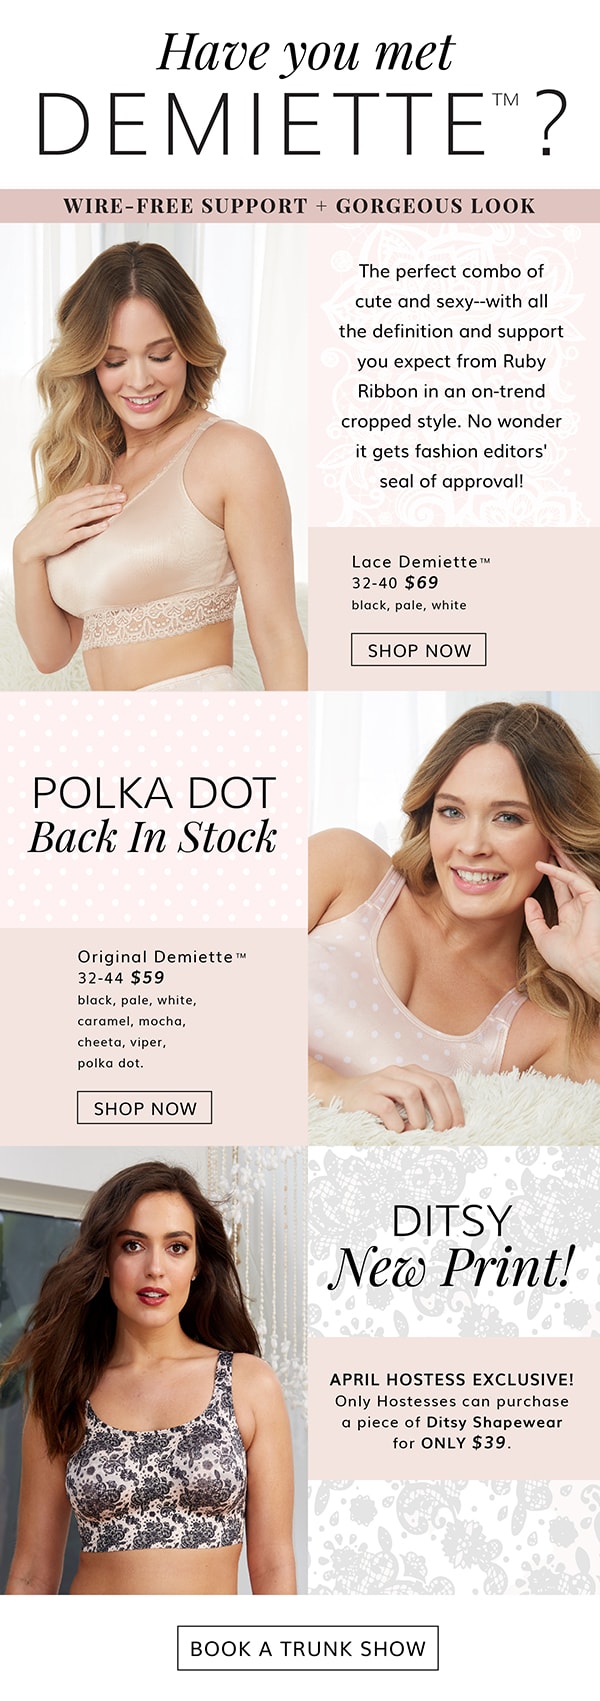 Have you met
DEMIETTE™?
WIRE-FREE SUPPORT + GORGEOUS LOOK
The perfect combo of
cute and sexy--with all
the definition and support
you expect from Ruby
Ribbon in an on-trend
cropped style. No wonder
it gets fashion editors'
seal of approval!
Lace Demiette™
32-40 $69
black, pale, white
SHOP NOW
POLKA DOT
Back In Stock
Original Demiette™
32-44 $59
black, pale, white,
caramel, mocha,
cheeta, viper,
polka dot.
SHOP NOW
DITSY
New Print!
APRIL HOSTESS EXCLUSIVE!
Only Hostesses can purchase
a piece of Ditsy Shapewear
for ONLY $39.
BOOK A TRUNK SHOW